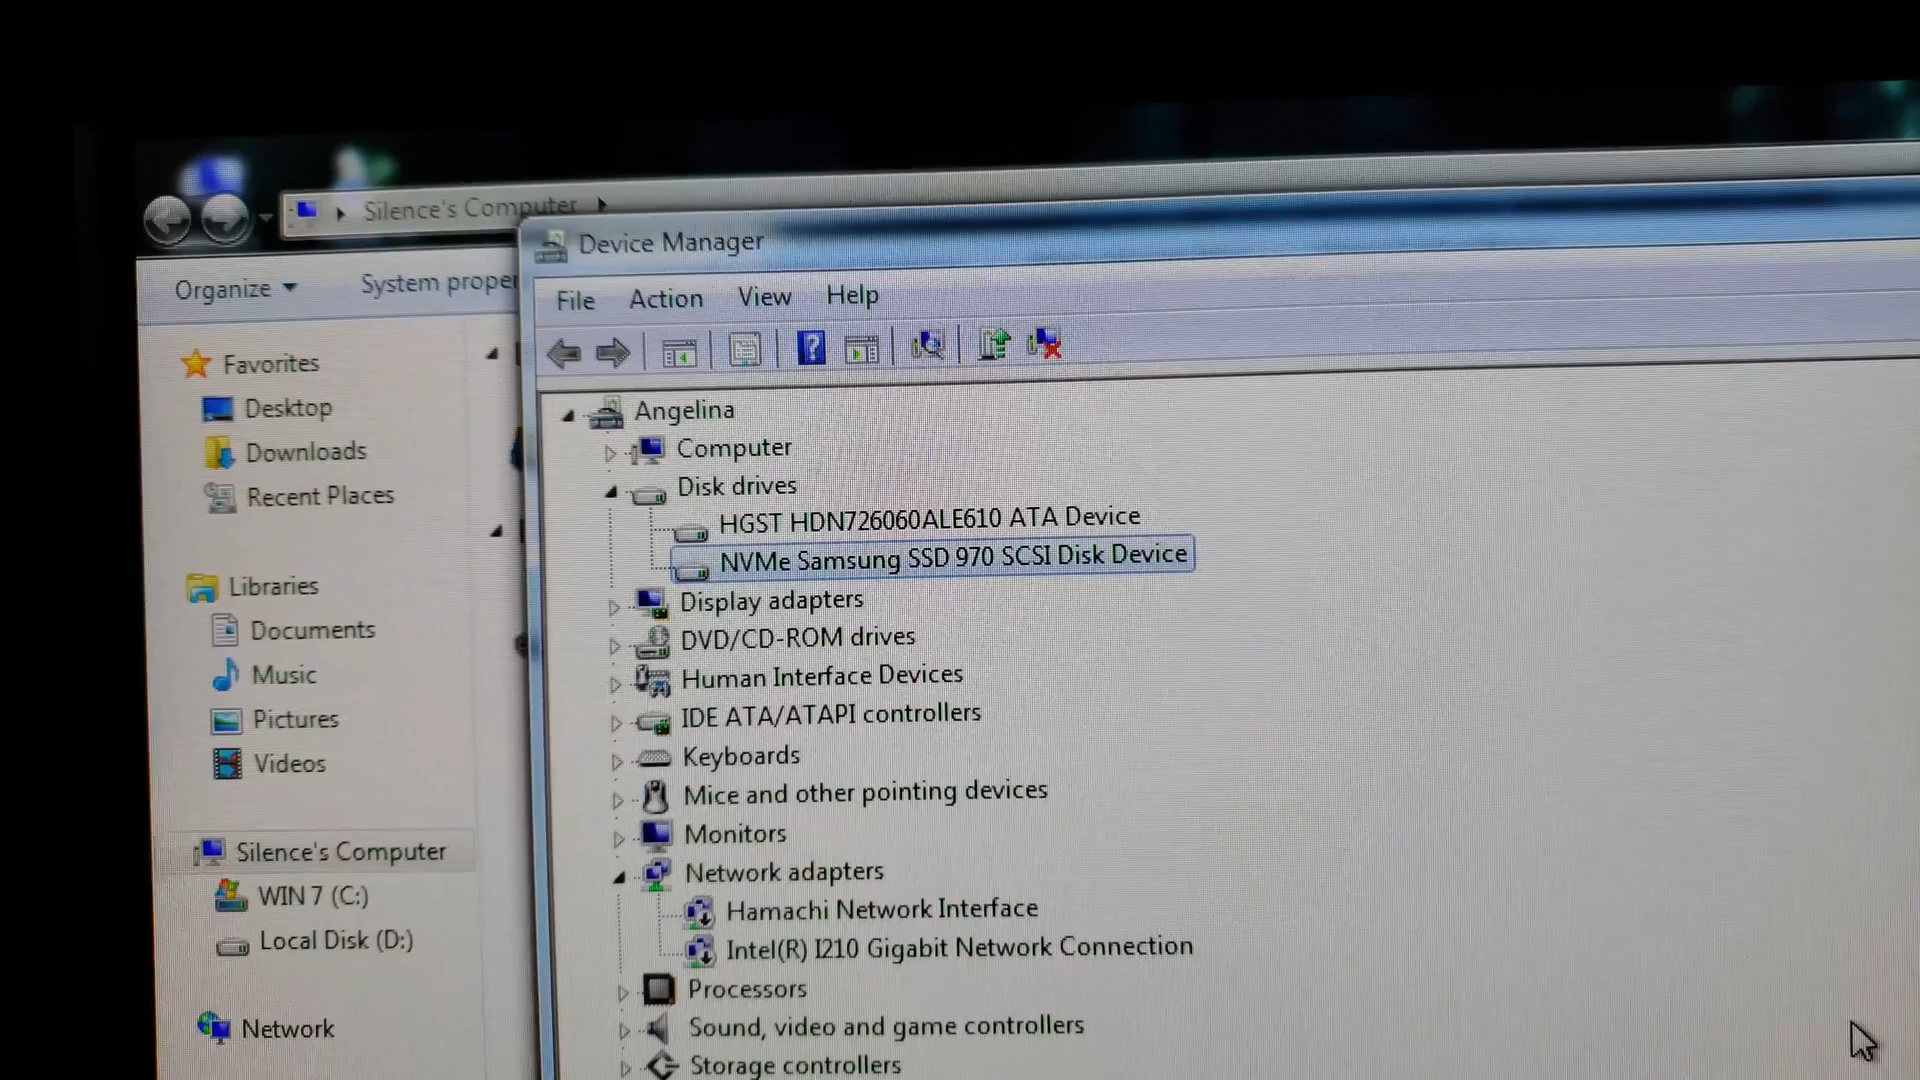 Silence's Computer
Organize
System proper
Favorites
Desktop
Downloads
Recent Places
Libraries
Documents
Music
Pictures
Videos
Silence's Computer
WIN 7 (C:)
Local Disk (D:)
Network
Device Manager
File Action View Help
Angelina
Computer
Disk drives
HGST HDN726060ALE610 ATA Device
NVMe Samsung SSD 970 SCSI Disk Device
Display adapters
DVD/CD-ROM drives
Human Interface Devices
IDE ATA/ATAPI controllers
Keyboards
Mice and other pointing devices
Monitors
Network adapters
Hamachi Network Interface
Intel(R) I210 Gigabit Network Connection
Processors
Sound, video and game controllers
Storage controllers